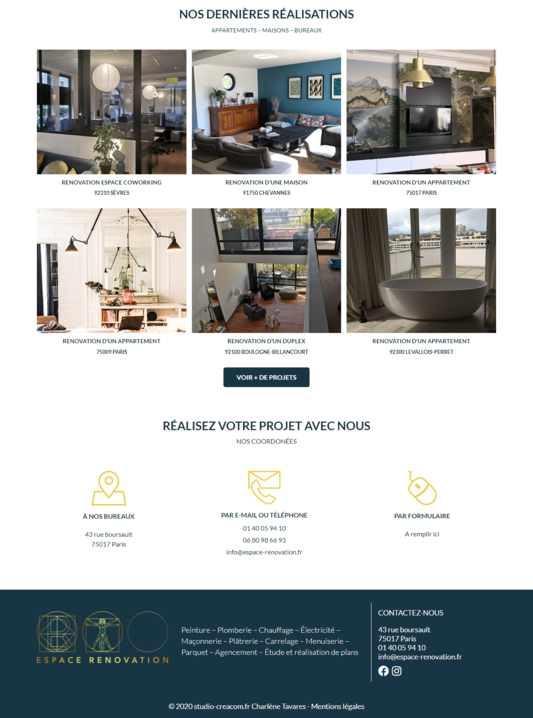 NOS DERNIÈRES RÉALISATIONS
APPARTEMENTS – MAISONS – BUREAUX
RENOVATION ESPACE COWORKING
92310 SÈVRES
RENOVATION D'UNE MAISON
91750 CHEVANNES
RENOVATION D'UN APPARTEMENT
75017 PARIS
RENOVATION D'UN APPARTEMENT
75009 PARIS
RENOVATION D'UN DUPLEX
92100 BOULOGNE-BILLANCOURT
RENOVATION D'UN APPARTEMENT
92300 LEVALLOIS-PERRET
VOIR + DE PROJETS
RÉALISEZ VOTRE PROJET AVEC NOUS
NOS COORDONÉES
À NOS BUREAUX
43 rue boursault
75017 Paris
PAR E-MAIL OU TÉLÉPHONE
01 40 05 94 10
06 80 98 66 93
info@espace-renovation.fr
PAR FORMULAIRE
A remplir ici
ESPACE RENOVATION
Peinture – Plomberie – Chauffage – Électricité –
Maçonnerie – Plâtrerie – Carrelage – Menuiserie –
Parquet – Agencement – Étude et réalisation de plans
CONTACTEZ-NOUS
43 rue boursault
75017 Paris
01 40 05 94 10
info@espace-renovation.fr
© 2020 studio-creacom.fr Charlène Tavares - Mentions légales